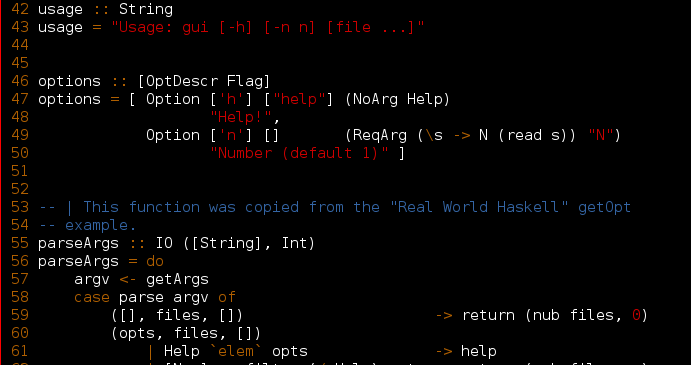 42 usage :: String
43 usage = "Usage: gui [-h] [-n n] [file ...]"
44
45
46 options :: [OptDescr Flag]
47 options = [ Option ['h'] ["help"] (NoArg Help)
48                    "Help!",
49             Option ['n'] []       (ReqArg (\s -> N (read s)) "N")
50                    "Number (default 1)" ]
51
52
53 -- | This function was copied from the "Real World Haskell" getOpt
54 -- example.
55 parseArgs :: IO ([String], Int)
56 parseArgs = do
57     argv <- getArgs
58     case parse argv of
59         ([], files, [])                     -> return (nub files, 0)
60         (opts, files, [])
61             | Help `elem` opts              -> help